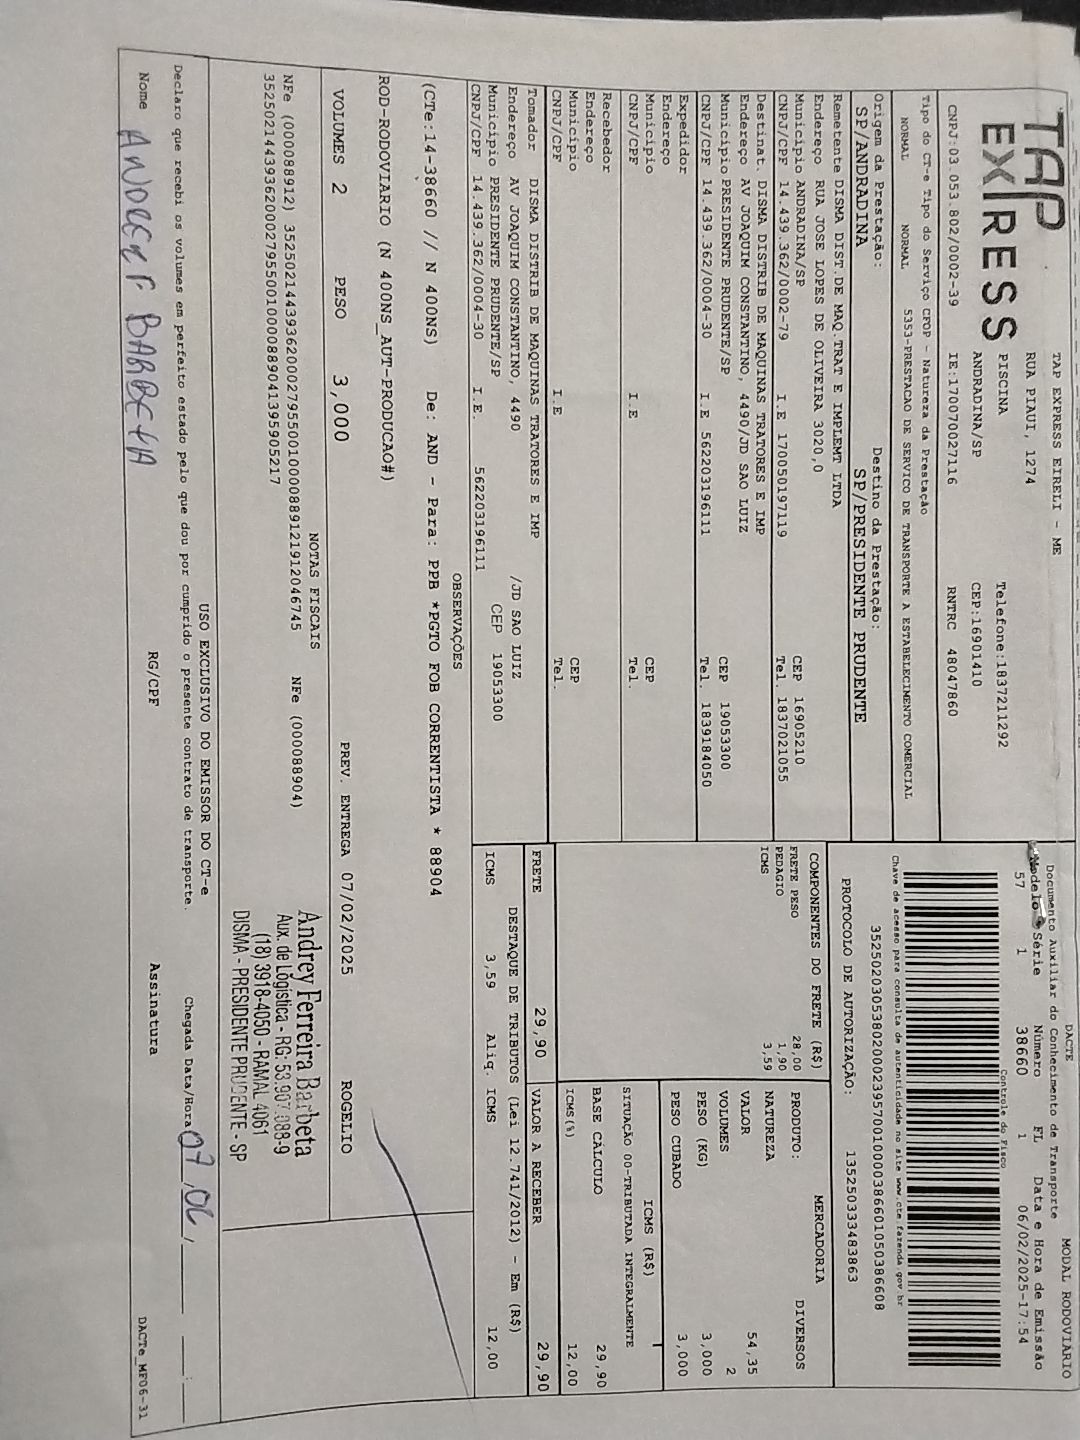 TAP
EXPRESS
TAP EXPRESS EIRELI - ME
RUA PIAUI, 1274
PISCINA Telefone:1837211292
ANDRADINA/SP CEP:16901410
CNPJ:03.053.802/0002-39 IE:170070027116 RNTRC 48047860
Tipo do CT-e Tipo do Serviço CFOP - Natureza da Prestação
NORMAL NORMAL 5353-PRESTACAO DE SERVICO DE TRANSPORTE A ESTABELECIMENTO COMERCIAL
Origem da Prestação: Destino da Prestação:
SP/ANDRADINA SP/PRESIDENTE PRUDENTE
Remetente DISMA DIST.DE MAQ TRAT E IMPLEMT LTDA
Endereço RUA JOSE LOPES DE OLIVEIRA 3020,0
Município ANDRADINA/SP CEP 16905210
CNPJ/CPF 14.439.362/0002-79 I.E 170050197119 Tel. 1837021055
Destinat. DISMA DISTRIB DE MAQUINAS TRATORES E IMP
Endereço AV JOAQUIM CONSTANTINO, 4490/JD SAO LUIZ
Município PRESIDENTE PRUDENTE/SP CEP 19053300
CNPJ/CPF 14.439.362/0004-30 I.E 562203196111 Tel. 1839184050
Expedidor
Endereço
Município CEP
CNPJ/CPF I.E Tel.
Recebedor
Endereço
Município CEP
CNPJ/CPF I.E Tel.
Tomador DISMA DISTRIB DE MAQUINAS TRATORES E IMP
Endereço AV JOAQUIM CONSTANTINO, 4490 /JD SAO LUIZ
Município PRESIDENTE PRUDENTE/SP CEP 19053300
CNPJ/CPF 14.439.362/0004-30 I.E. 562203196111
DACTE MODAL RODOVIÁRIO
Documento Auxiliar do Conhecimento de Transporte
Modelo Série Número FL Data e Hora de Emissão
57 1 38660 1 06/02/2025-17:54
Controle do Fisco
Chave de acesso para consulta de autenticidade no site www.cte.fazenda.gov.br
35250203053802000239570010000386601050386608
PROTOCOLO DE AUTORIZAÇÃO: 135250333483863
COMPONENTES DO FRETE (R$)
FRETE PESO 28,00
PEDAGIO 1,90
ICMS 3,59
MERCADORIA
PRODUTO: DIVERSOS
NATUREZA
VALOR 54,35
VOLUMES 2
PESO (KG) 3,000
PESO CUBADO 3,000
ICMS (R$)
SITUAÇÃO 00-TRIBUTADA INTEGRALMENTE
BASE CÁLCULO 29,90
ICMS(%) 12,00
FRETE 29,90 VALOR A RECEBER 29,90
DESTAQUE DE TRIBUTOS (Lei 12.741/2012) - Em (R$)
ICMS 3,59 Aliq. ICMS 12,00
OBSERVAÇÕES
(CTe:14-38660 // N 400NS) De: AND - Para: PPB *PGTO FOB CORRENTISTA * 88904
ROD-RODOVIARIO (N 400NS_AUT-PRODUCAO#)
VOLUMES 2 PESO 3,000 PREV. ENTREGA 07/02/2025 ROGELIO
NOTAS FISCAIS
NFe (000088912) 35250214439362000279550010000889121912046745 NFe (000088904)
35250214439362000279550010000889041395905217
Andrey Ferreira Barbeta
Aux. de Logística - RG: 53.907.088-9
(18) 3918-4050 - RAMAL 4061
DISMA - PRESIDENTE PRUDENTE - SP
USO EXCLUSIVO DO EMISSOR DO CT-e
Declaro que recebi os volumes em perfeito estado pelo que dou por cumprido o presente contrato de transporte. Chegada Data/Hora 07 /02 / :
Nome ANDREY F. BARBETA RG/CPF Assinatura
DACTe_MF06-31